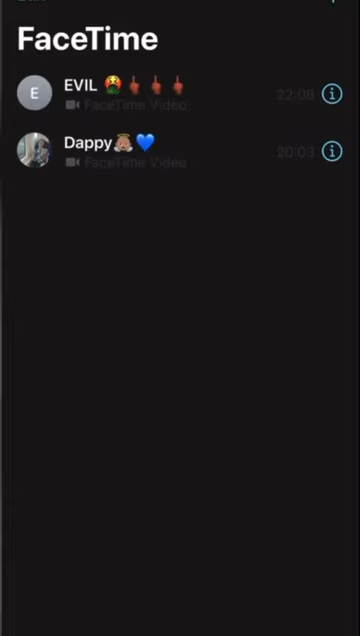 FaceTime
E
EVIL 🤮🖕🏾🖕🏾🖕🏾
FaceTime Video
22:08
Dappy👼🏽💙
FaceTime Video
20:03